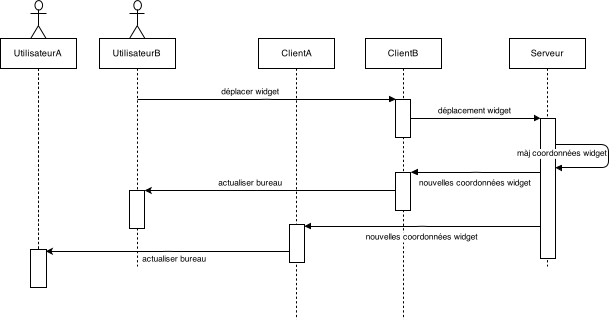 UtilisateurA
UtilisateurB
ClientA
ClientB
Serveur
déplacer widget
déplacement widget
màj coordonnées widget
nouvelles coordonnées widget
actualiser bureau
nouvelles coordonnées widget
actualiser bureau